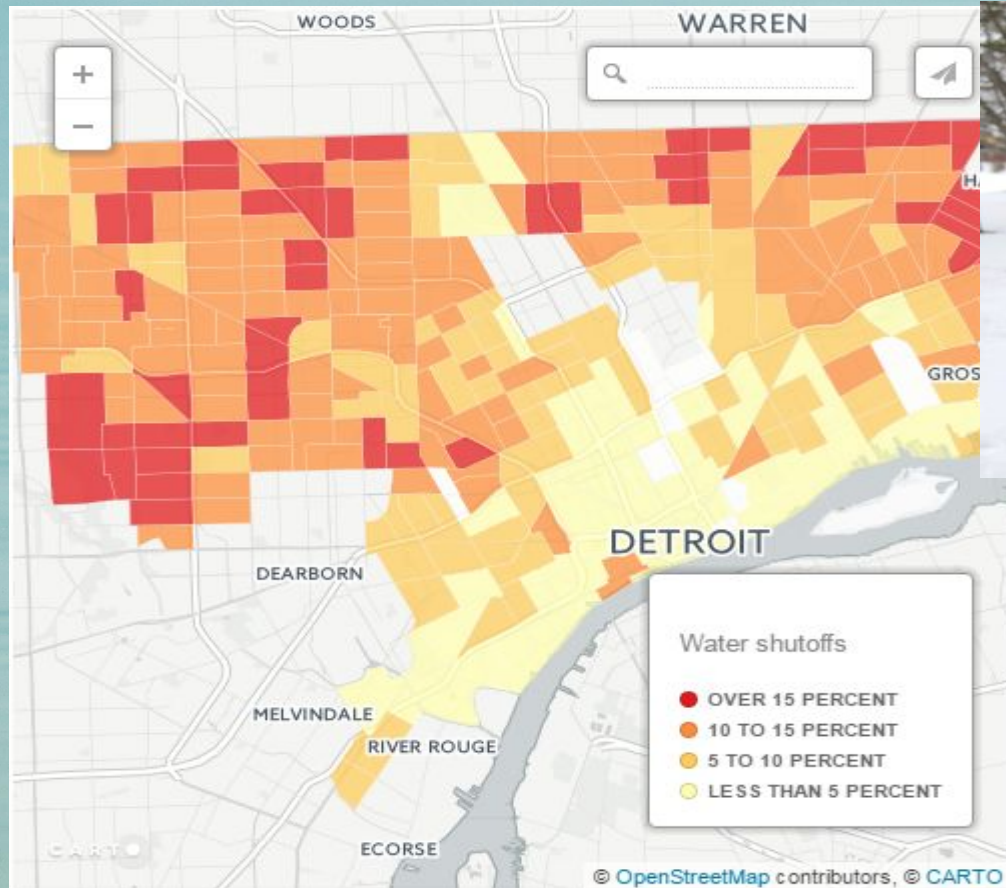 WOODS
WARREN
+
−
HA
GROS
DETROIT
DEARBORN
MELVINDALE
RIVER ROUGE
ECORSE
Water shutoffs
OVER 15 PERCENT
10 TO 15 PERCENT
5 TO 10 PERCENT
LESS THAN 5 PERCENT
CARTO
© OpenStreetMap contributors, © CARTO